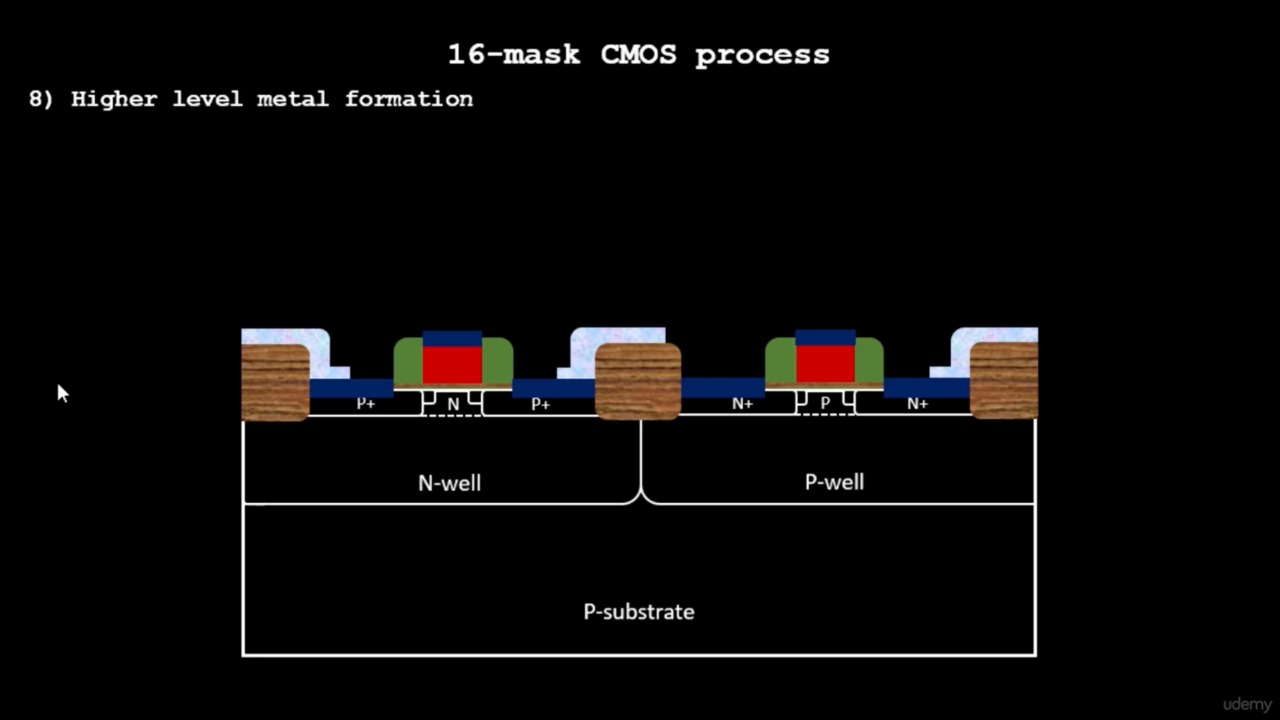 16-mask CMOS process
8) Higher level metal formation
P+ N P+ N+ P N+
N-well P-well
P-substrate
udemy